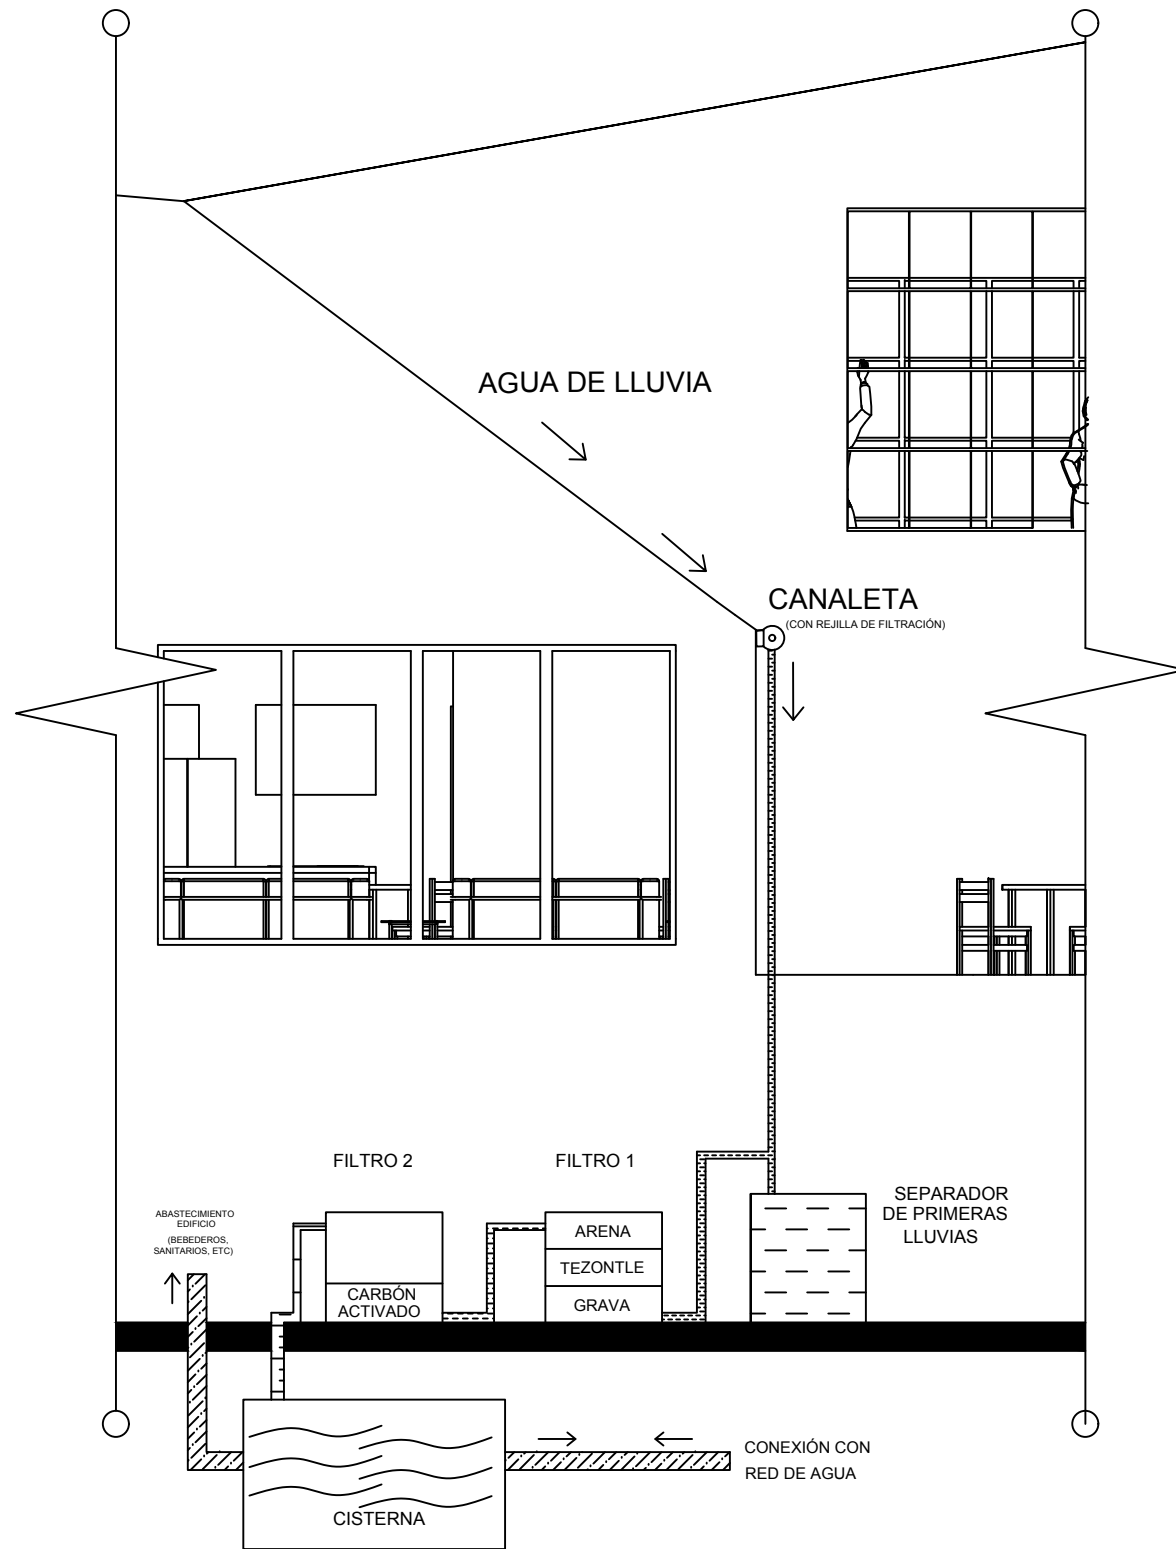 AGUA DE LLUVIA
CANALETA
(CON REJILLA DE FILTRACIÓN)
FILTRO 2
FILTRO 1
SEPARADOR
DE PRIMERAS
LLUVIAS
ABASTECIMIENTO
EDIFICIO
(BEBEDEROS,
SANITARIOS, ETC)
ARENA
TEZONTLE
GRAVA
CARBÓN
ACTIVADO
CONEXIÓN CON
RED DE AGUA
CISTERNA